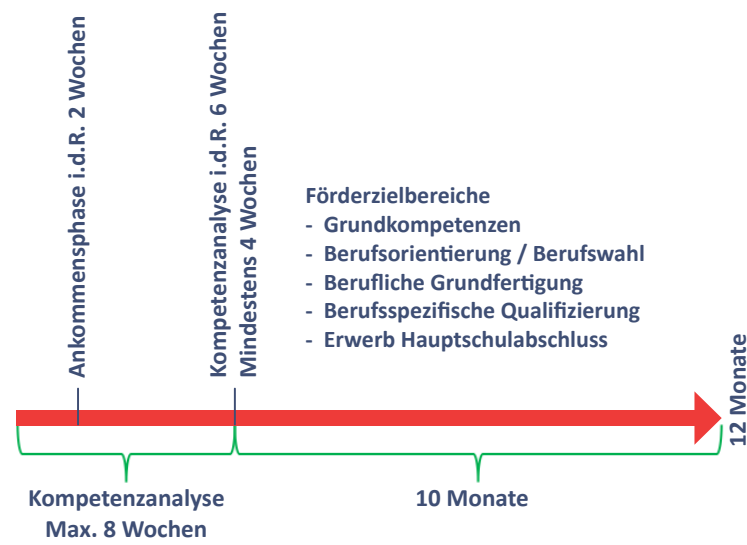 Ankommensphase i.d.R. 2 Wochen
Kompetenzanalyse i.d.R. 6 Wochen
Mindestens 4 Wochen
Förderzielbereiche
- Grundkompetenzen
- Berufsorientierung / Berufswahl
- Berufliche Grundfertigung
- Berufsspezifische Qualifizierung
- Erwerb Hauptschulabschluss
12 Monate
Kompetenzanalyse
Max. 8 Wochen
10 Monate